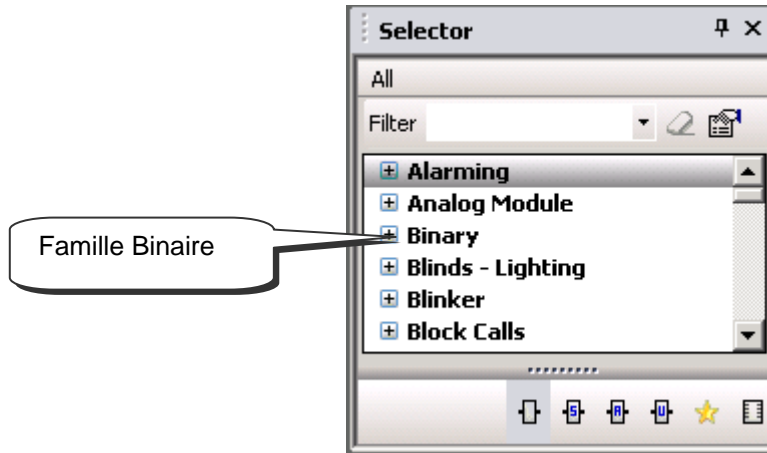 Selector
All
Filter
Alarming
Analog Module
Famille Binaire
Binary
Blinds - Lighting
Blinker
Block Calls
S
A
U